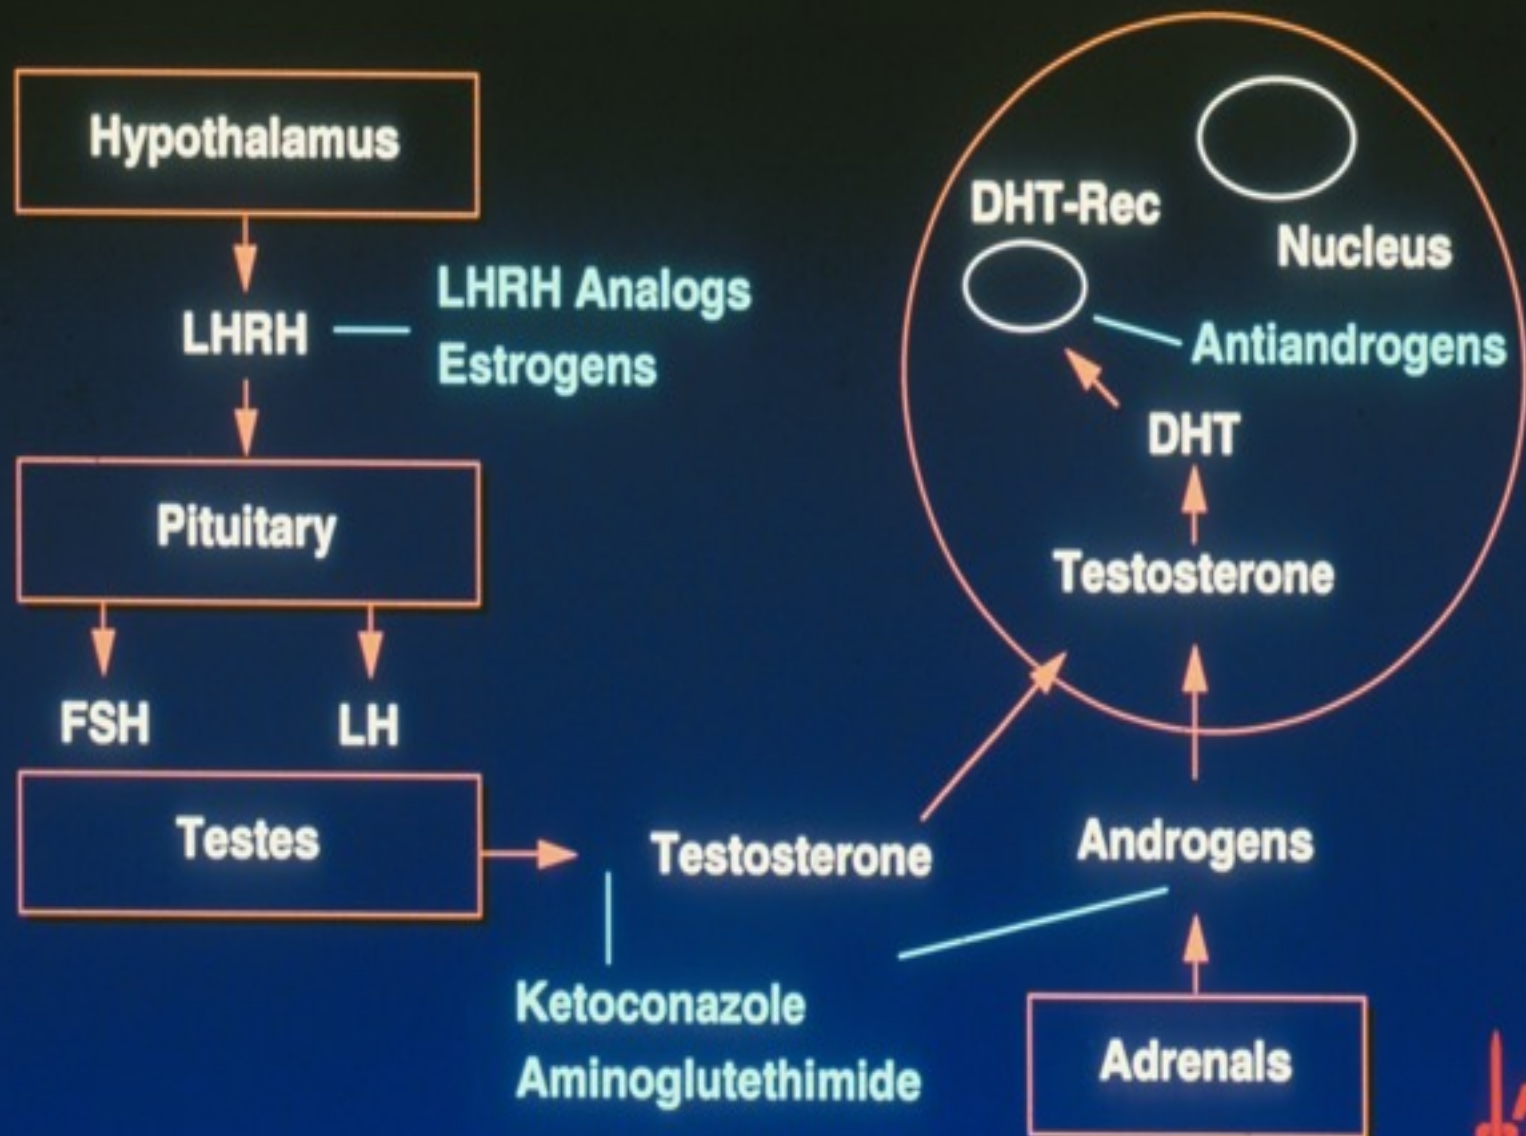 Hypothalamus
LHRH
LHRH Analogs
Estrogens
Pituitary
FSH
LH
Testes
Testosterone
Ketoconazole
Aminoglutethimide
DHT-Rec
Nucleus
Antiandrogens
DHT
Testosterone
Androgens
Adrenals